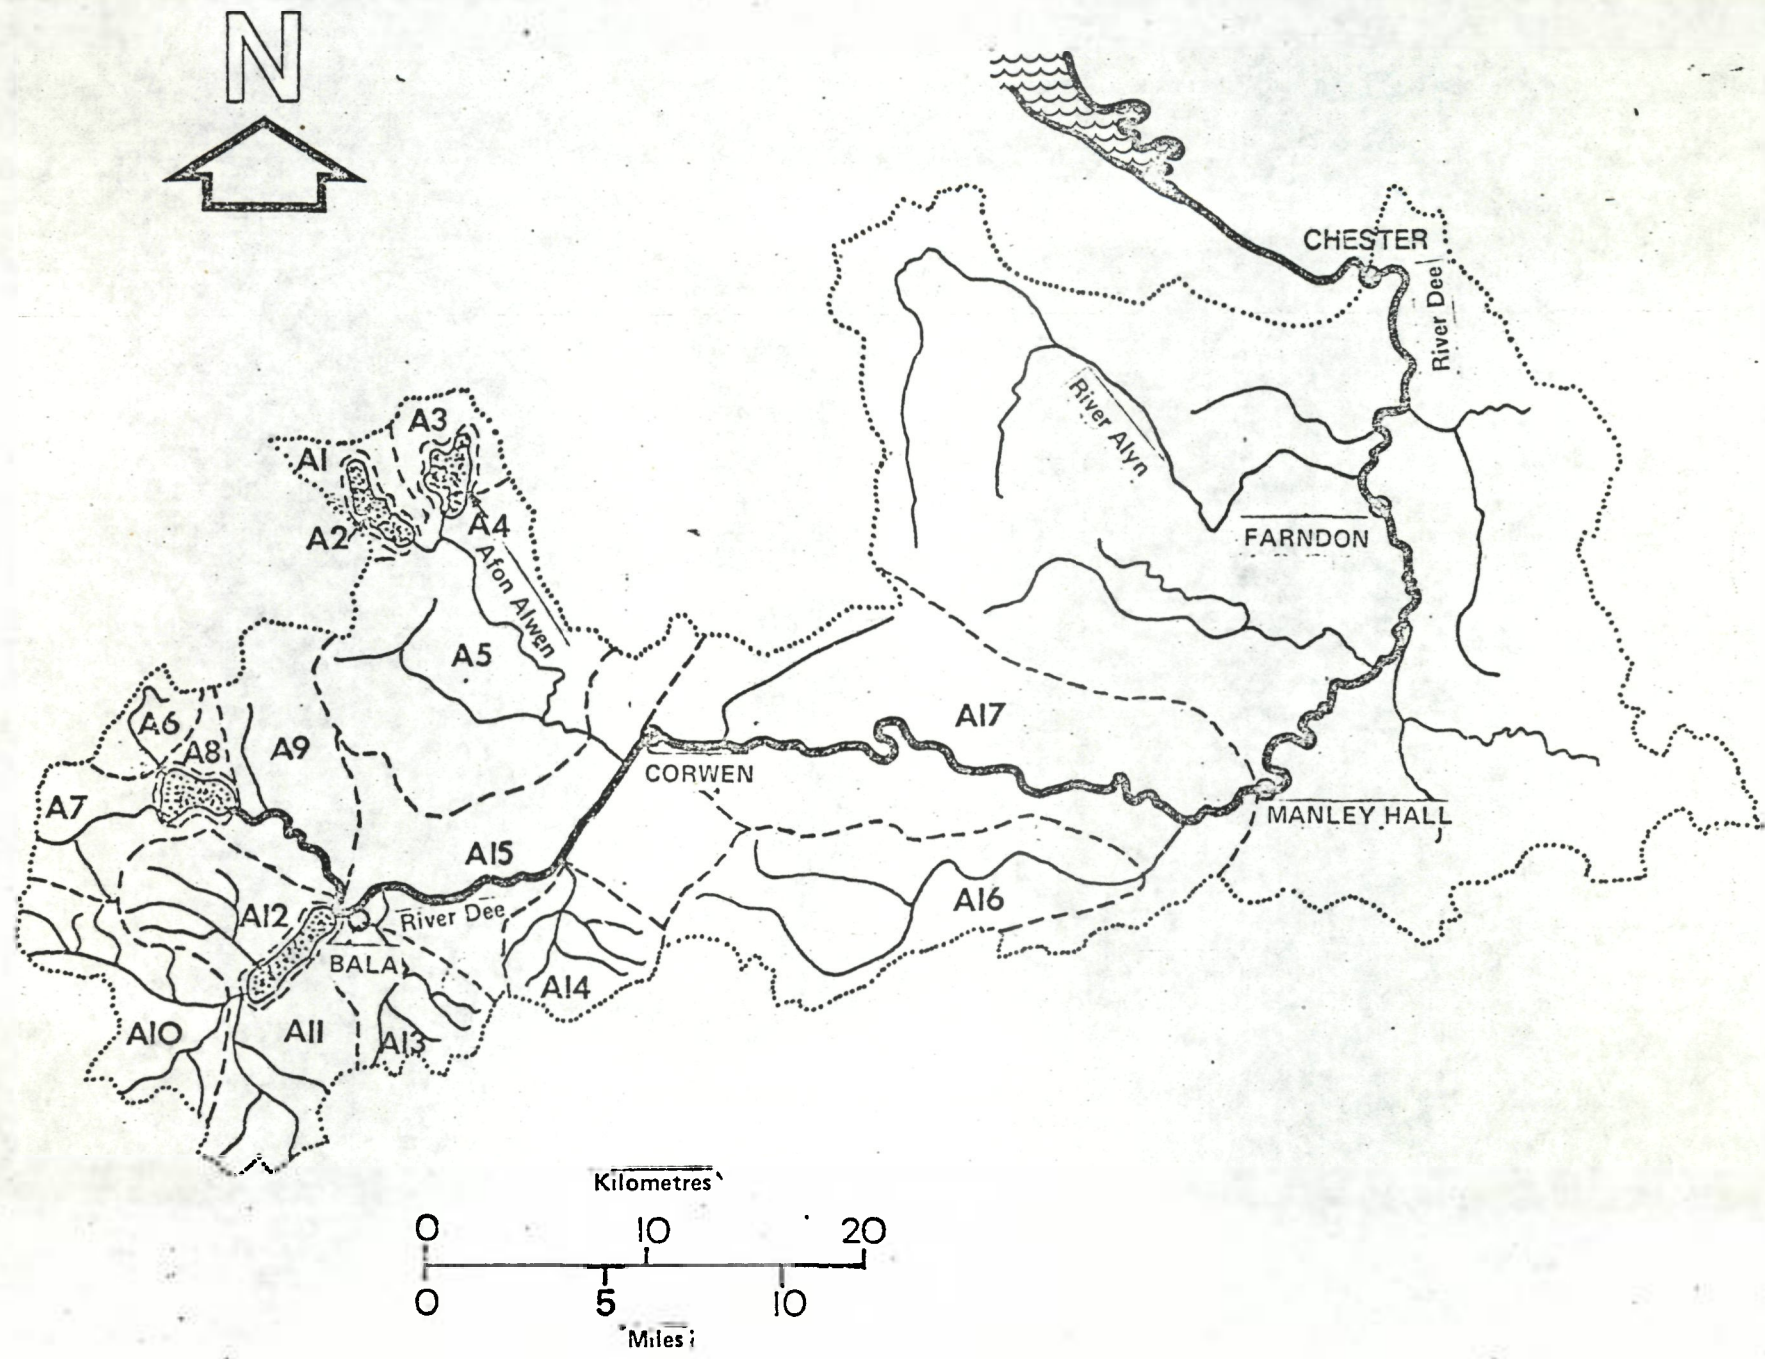 N
CHESTER
River Dee
A3
A1
River Alyn
A2
A4
FARNDON
Afon Alwen
A5
A6
A8
A9
A17
CORWEN
A7
MANLEY HALL
A15
A12
River Dee
A16
BALA
A14
A10
A11
A13
Kilometres
0 10 20
0 5 10
Miles